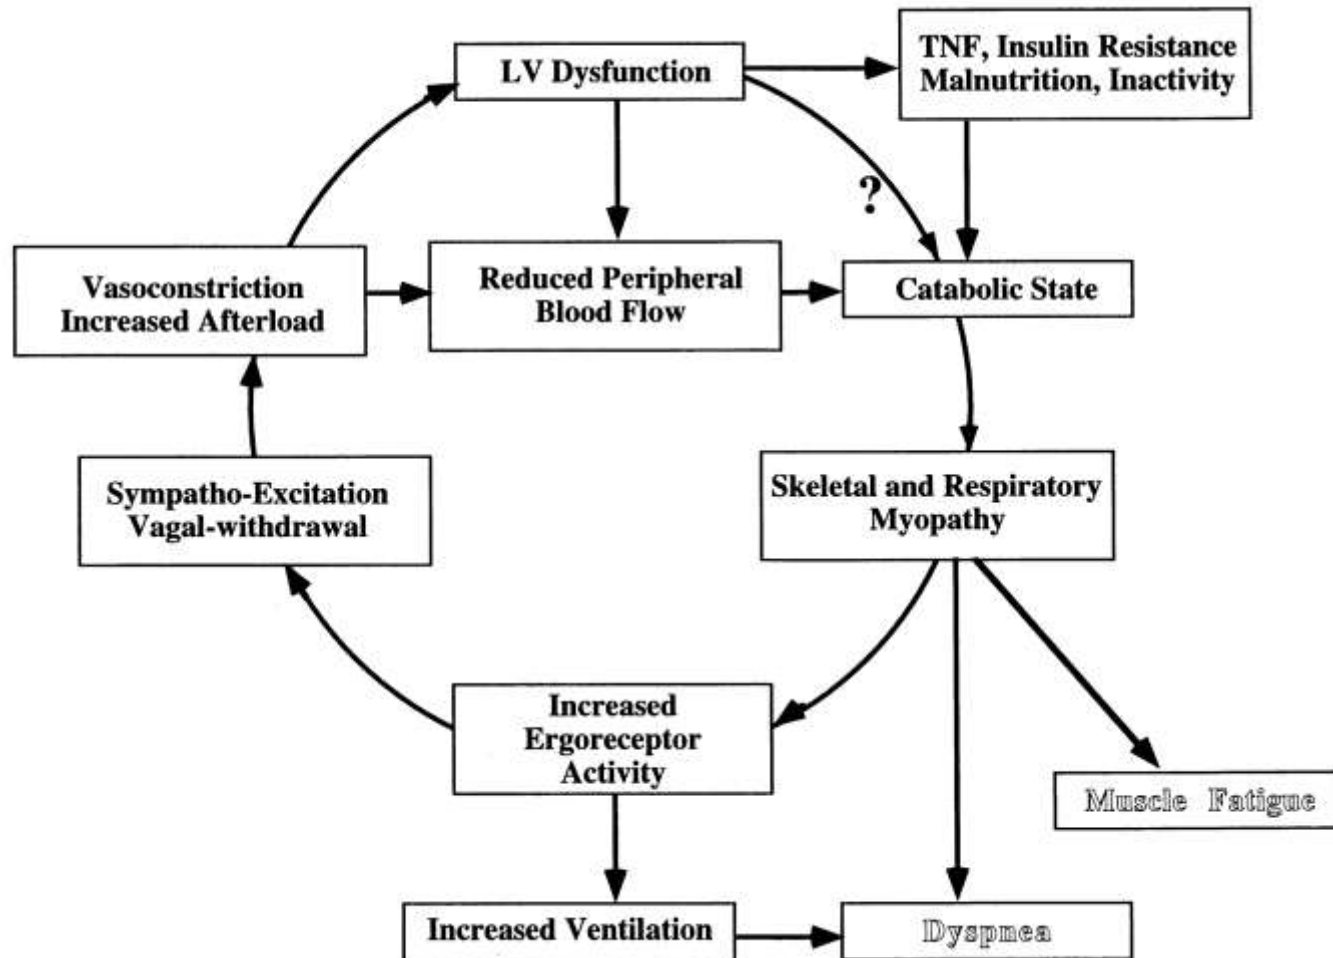 LV Dysfunction
TNF, Insulin Resistance
Malnutrition, Inactivity
?
Vasoconstriction
Increased Afterload
Reduced Peripheral
Blood Flow
Catabolic State
Sympatho-Excitation
Vagal-withdrawal
Skeletal and Respiratory
Myopathy
Increased
Ergoreceptor
Activity
Muscle Fatigue
Increased Ventilation
Dyspnea